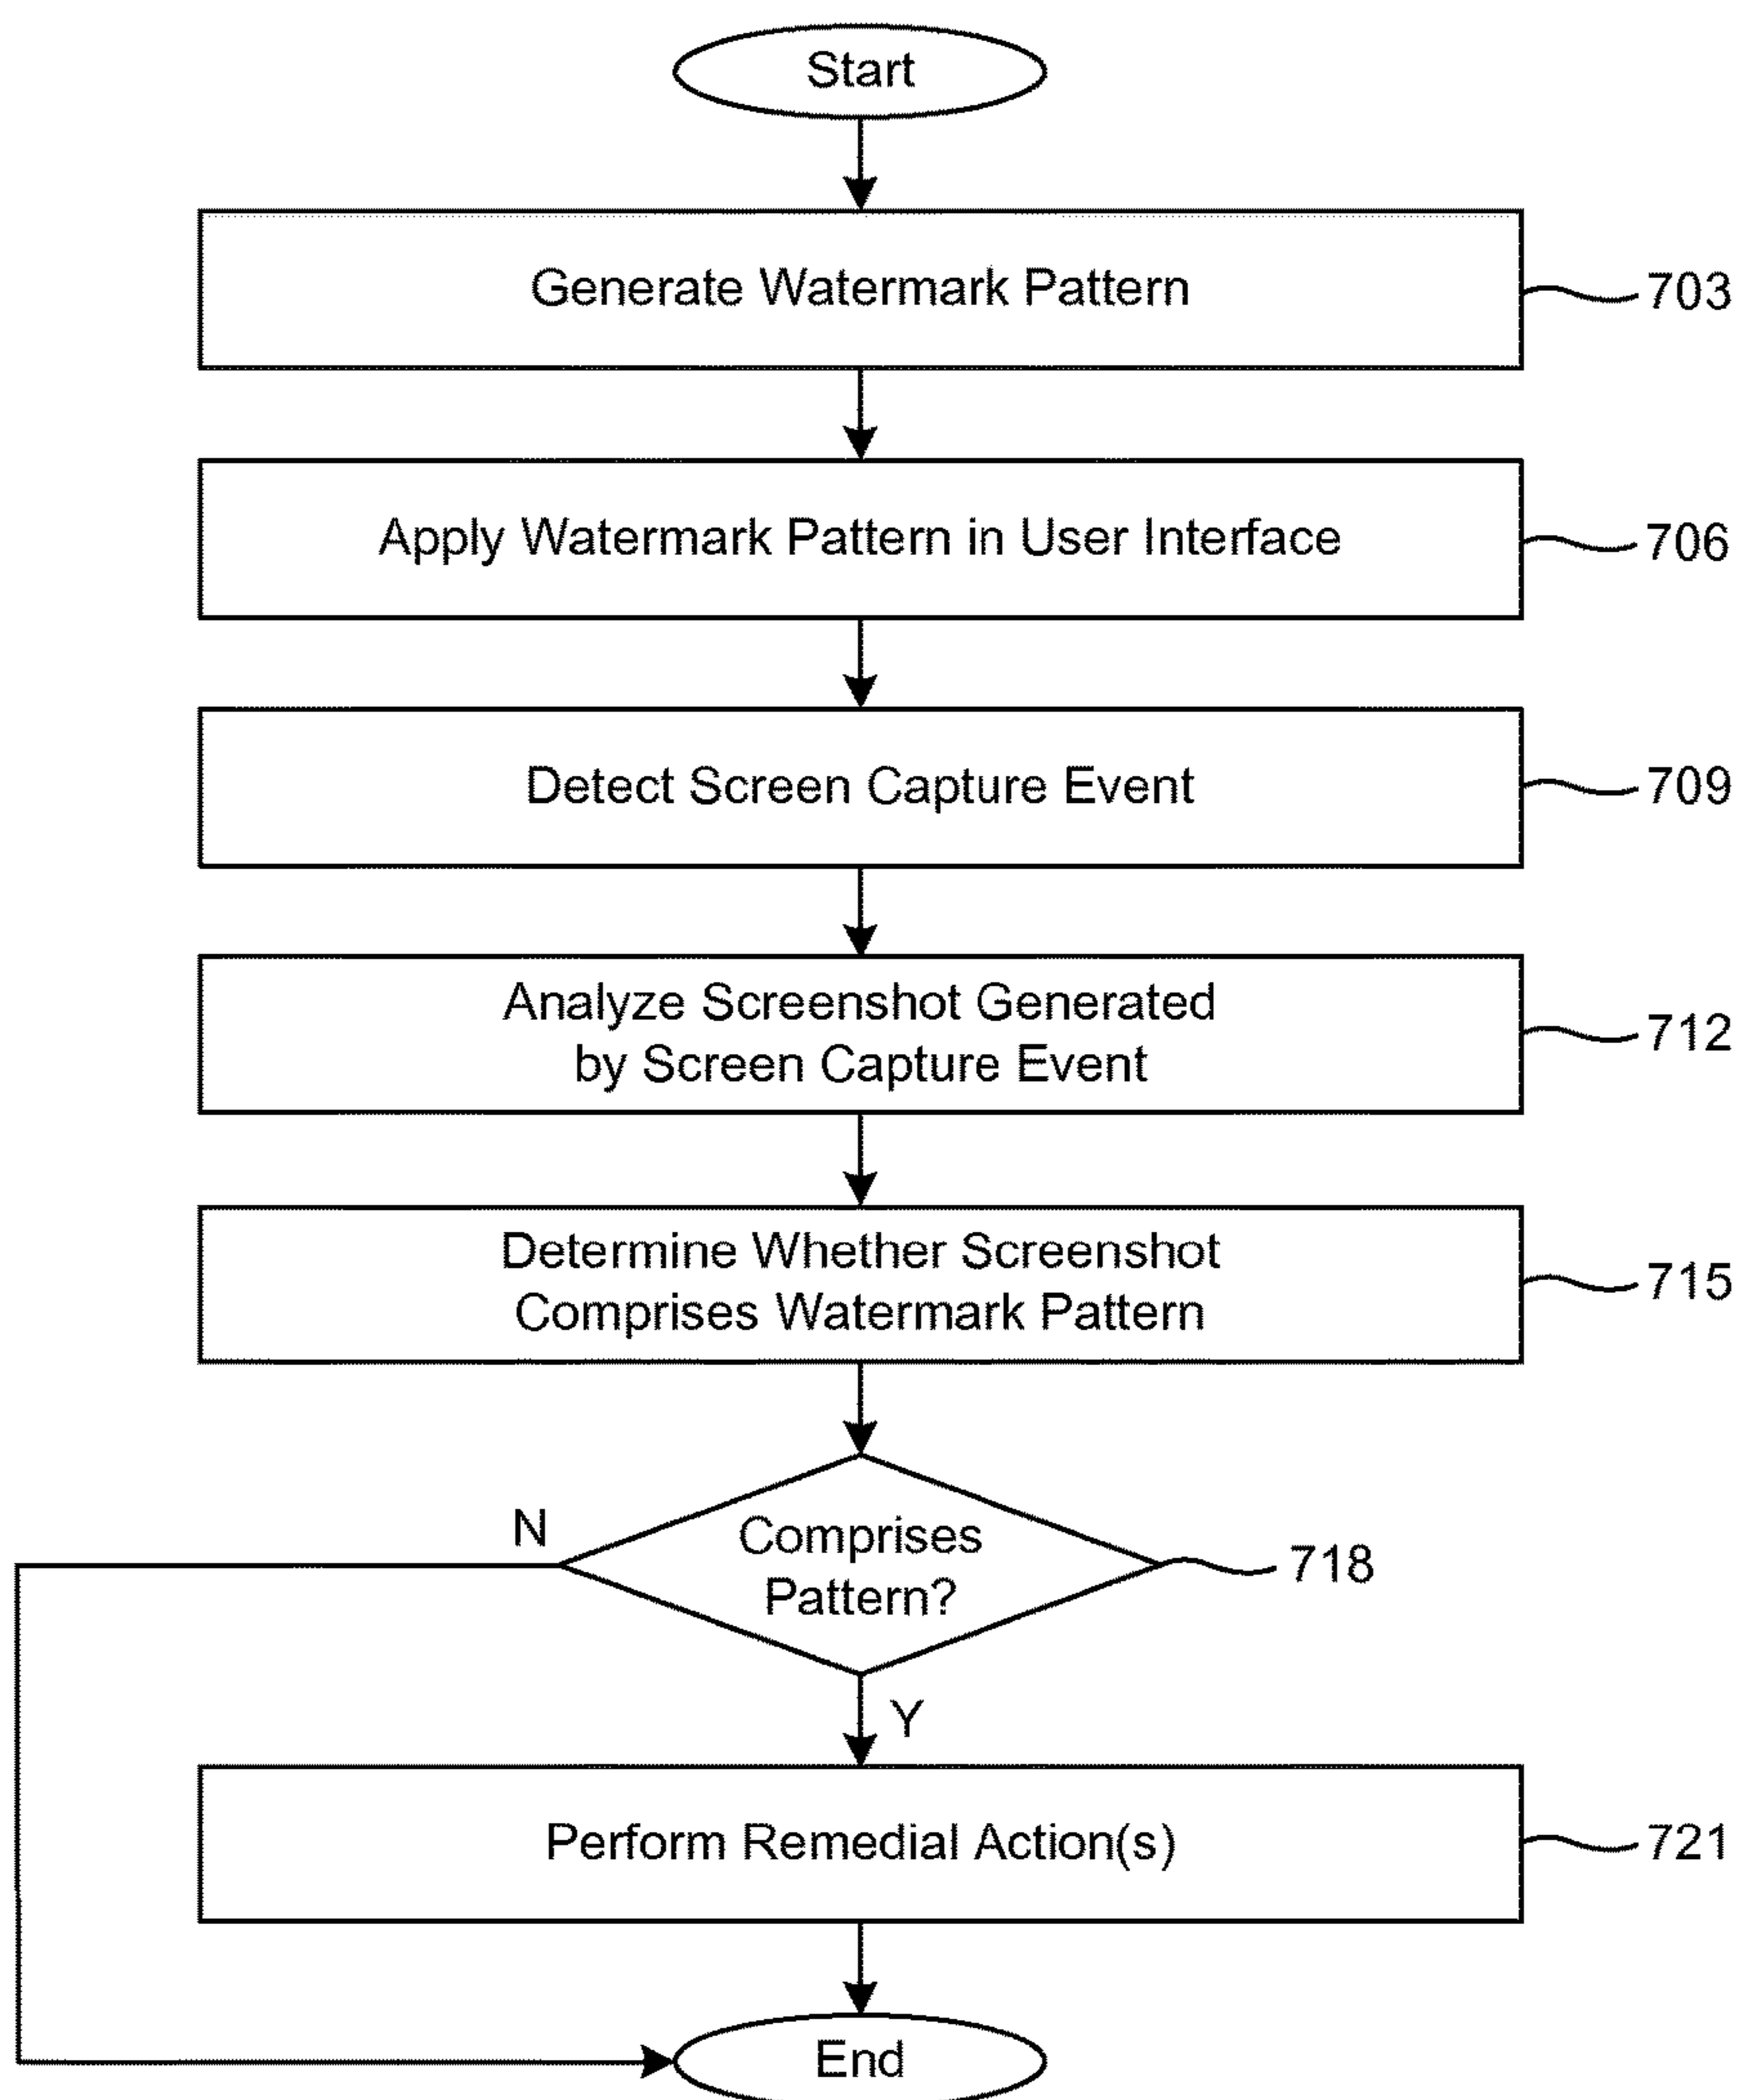 Start
Generate Watermark Pattern
703
Apply Watermark Pattern in User Interface
706
Detect Screen Capture Event
709
Analyze Screenshot Generated
by Screen Capture Event
712
Determine Whether Screenshot
Comprises Watermark Pattern
715
N
Comprises
Pattern?
718
Y
Perform Remedial Action(s)
721
End